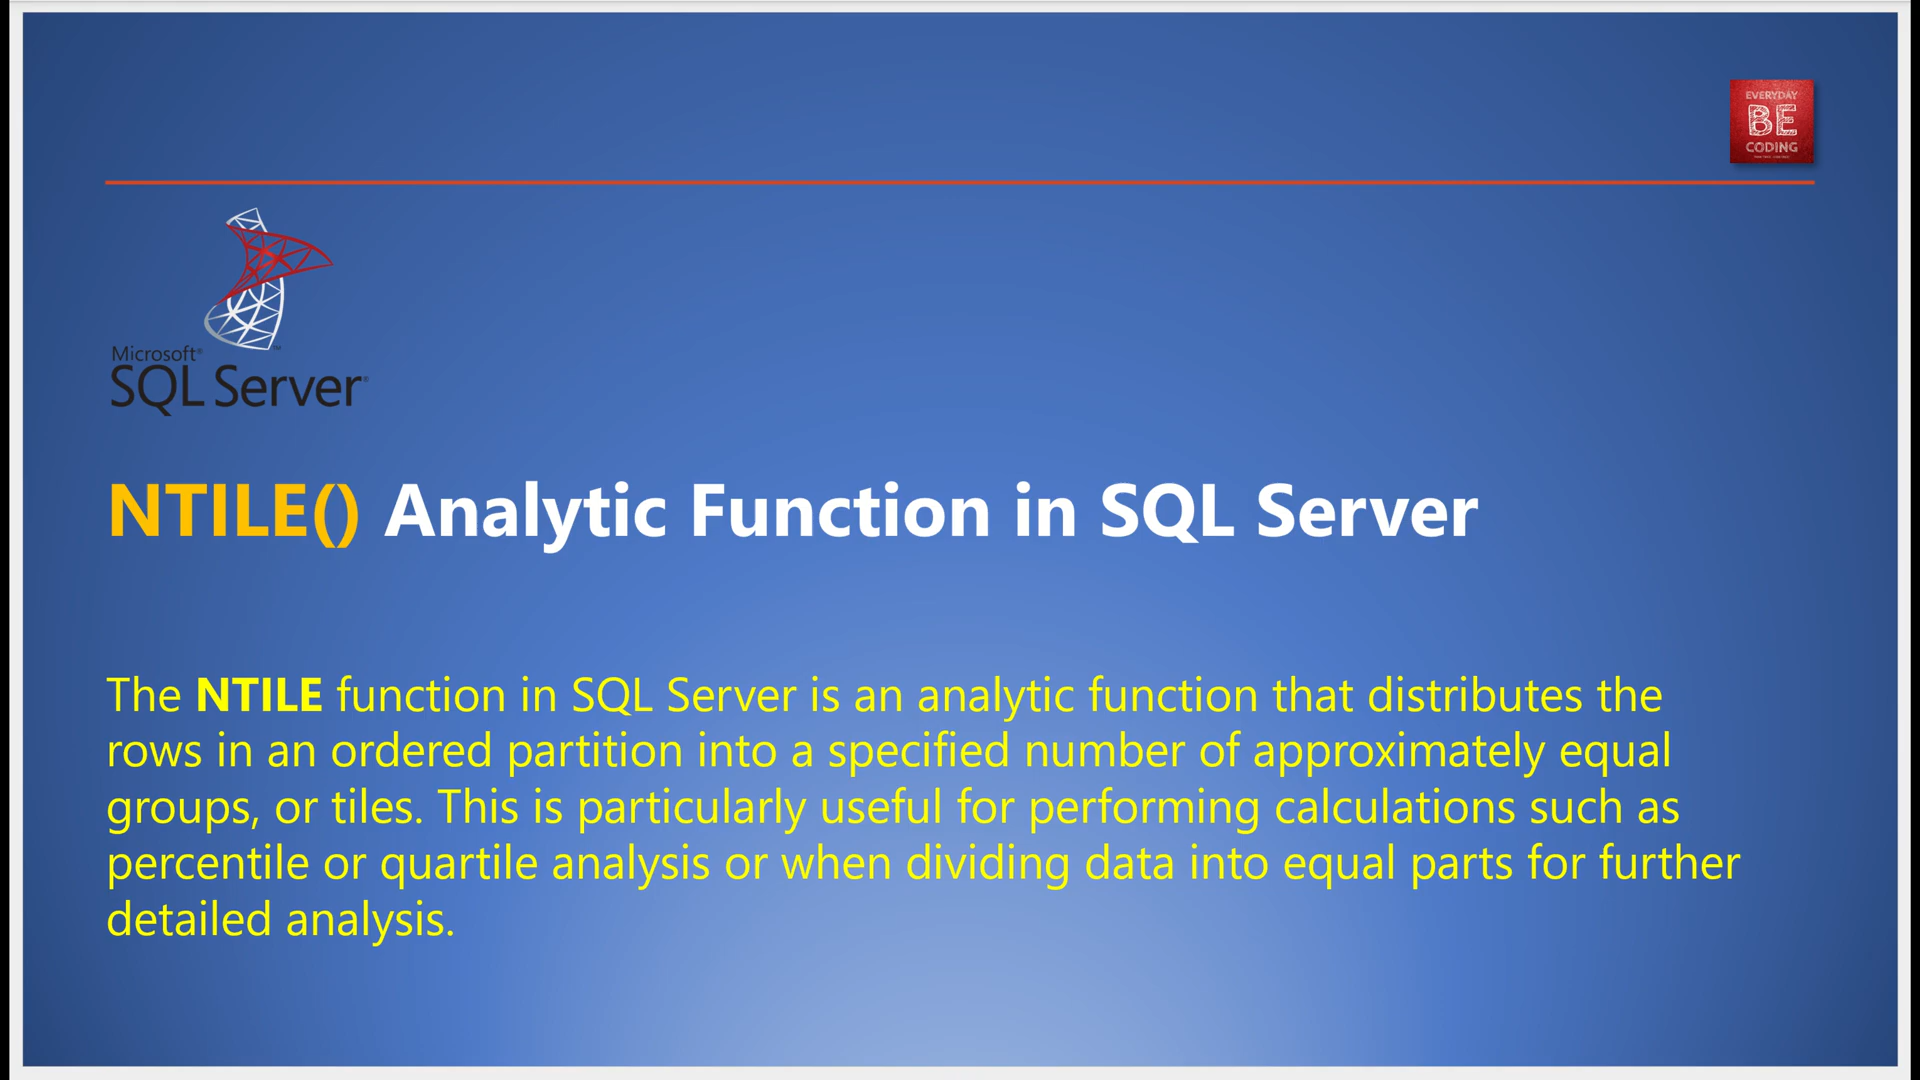 EVERYDAY
BE
CODING
Microsoft®
SQL Server®
NTILE() Analytic Function in SQL Server
The NTILE function in SQL Server is an analytic function that distributes the
rows in an ordered partition into a specified number of approximately equal
groups, or tiles. This is particularly useful for performing calculations such as
percentile or quartile analysis or when dividing data into equal parts for further
detailed analysis.